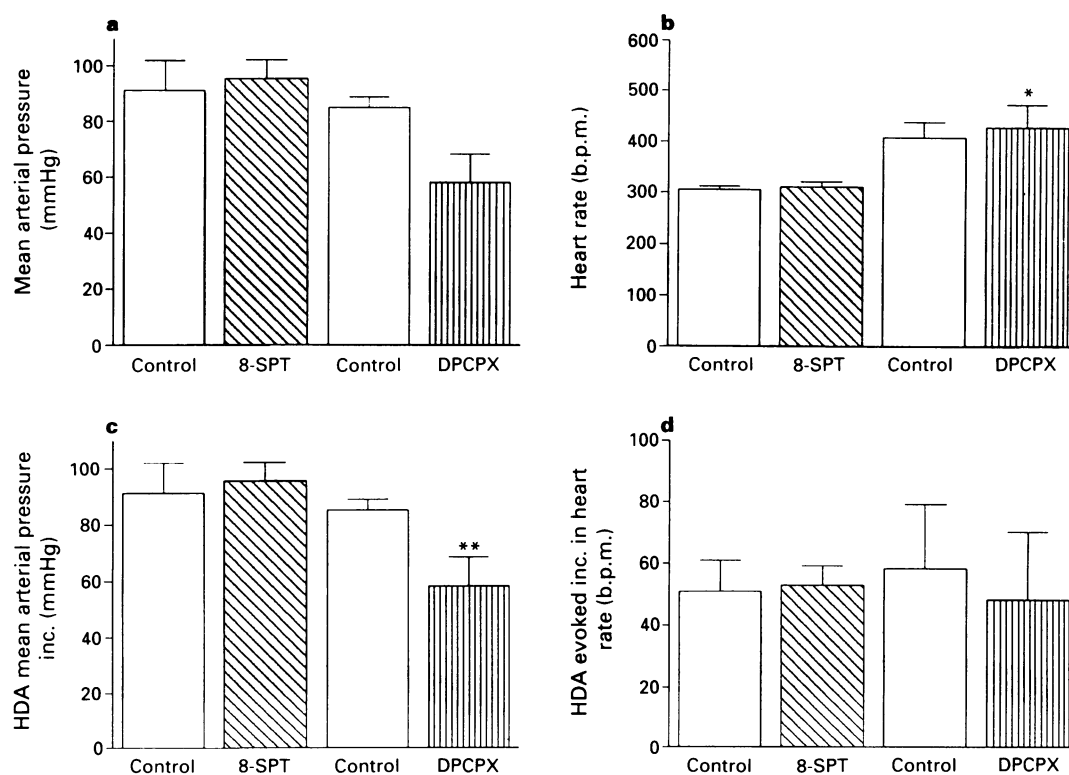 a
Mean arterial pressure
(mmHg)
100
80
60
40
20
0
Control 8-SPT Control DPCPX
b
Heart rate (b.p.m.)
600
500
400
300
200
100
0
*
Control 8-SPT Control DPCPX
c
HDA mean arterial pressure
inc. (mmHg)
100
80
60
40
20
0
**
Control 8-SPT Control DPCPX
d
HDA evoked inc. in heart
rate (b.p.m.)
100
80
60
40
20
0
Control 8-SPT Control DPCPX